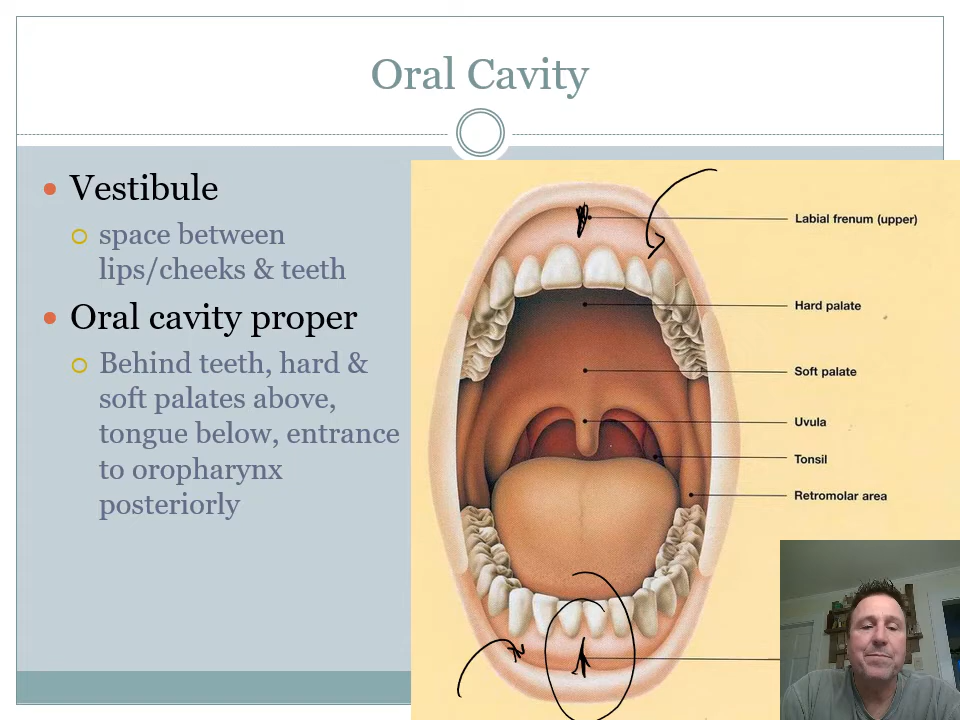 Oral Cavity
Vestibule
space between
lips/cheeks & teeth
Oral cavity proper
Behind teeth, hard &
soft palates above,
tongue below, entrance
to oropharynx
posteriorly
Labial frenum (upper)
Hard palate
Soft palate
Uvula
Tonsil
Retromolar area